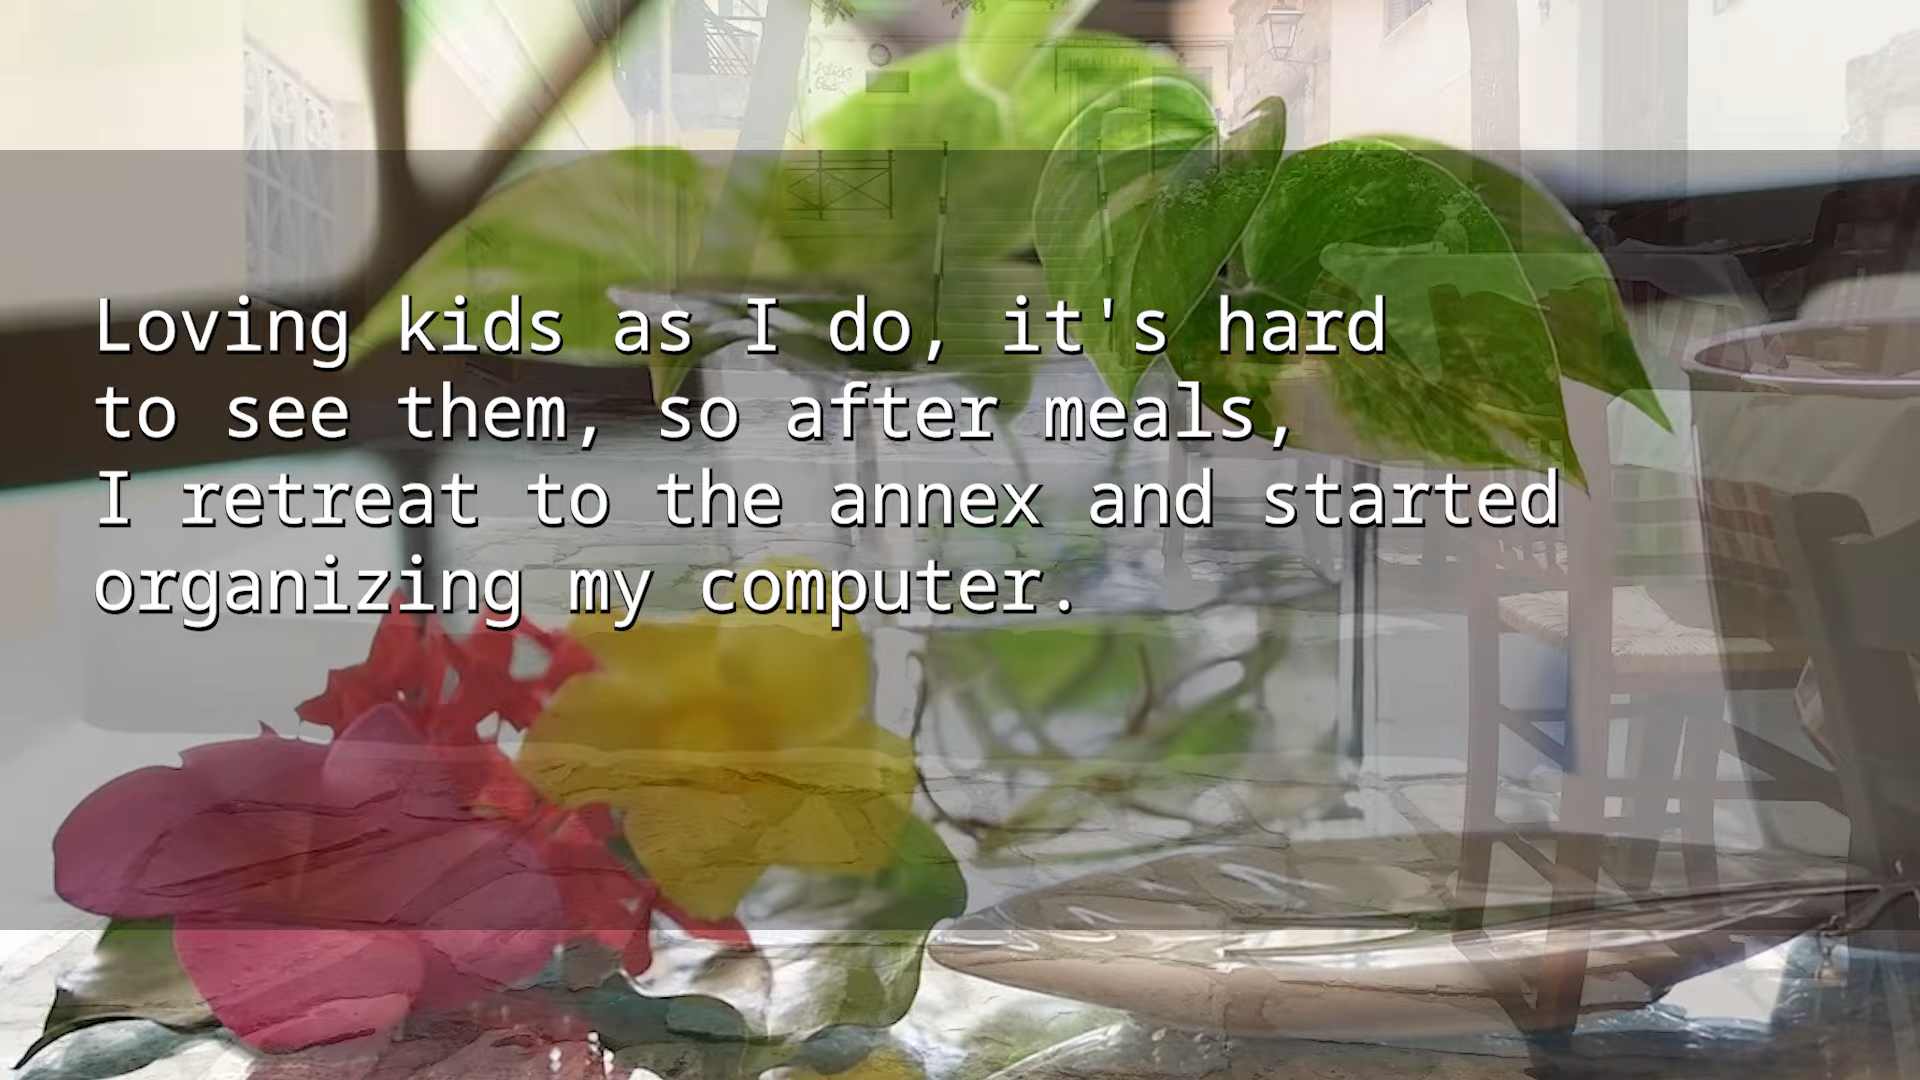 Loving kids as I do, it's hard
to see them, so after meals,
I retreat to the annex and started
organizing my computer.